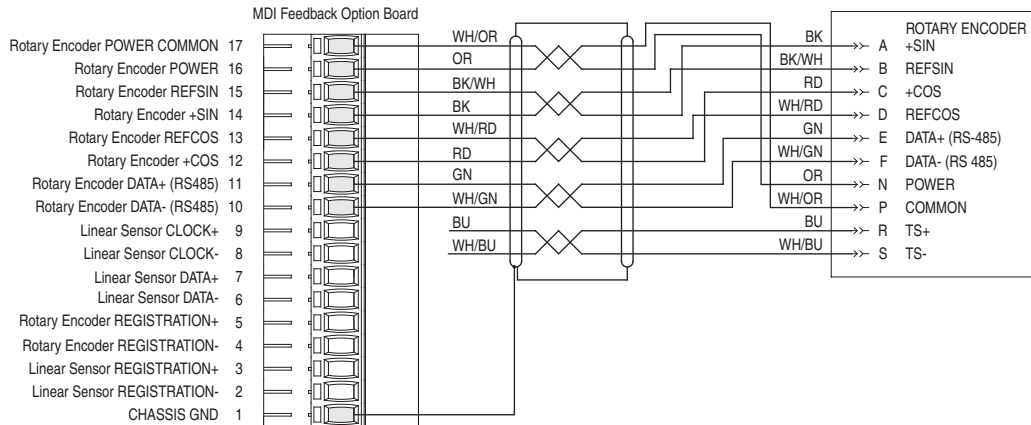 MDI Feedback Option Board
Rotary Encoder POWER COMMON 17
Rotary Encoder POWER 16
Rotary Encoder REFSIN 15
Rotary Encoder +SIN 14
Rotary Encoder REFCOS 13
Rotary Encoder +COS 12
Rotary Encoder DATA+ (RS485) 11
Rotary Encoder DATA- (RS485) 10
Linear Sensor CLOCK+ 9
Linear Sensor CLOCK- 8
Linear Sensor DATA+ 7
Linear Sensor DATA- 6
Rotary Encoder REGISTRATION+ 5
Rotary Encoder REGISTRATION- 4
Linear Sensor REGISTRATION+ 3
Linear Sensor REGISTRATION- 2
CHASSIS GND 1
WH/OR
OR
BK/WH
BK
WH/RD
RD
GN
WH/GN
BU
WH/BU
ROTARY ENCODER
BK A +SIN
BK/WH B REFSIN
RD C +COS
WH/RD D REFCOS
GN E DATA+ (RS-485)
WH/GN F DATA- (RS 485)
OR N POWER
WH/OR P COMMON
BU R TS+
WH/BU S TS-